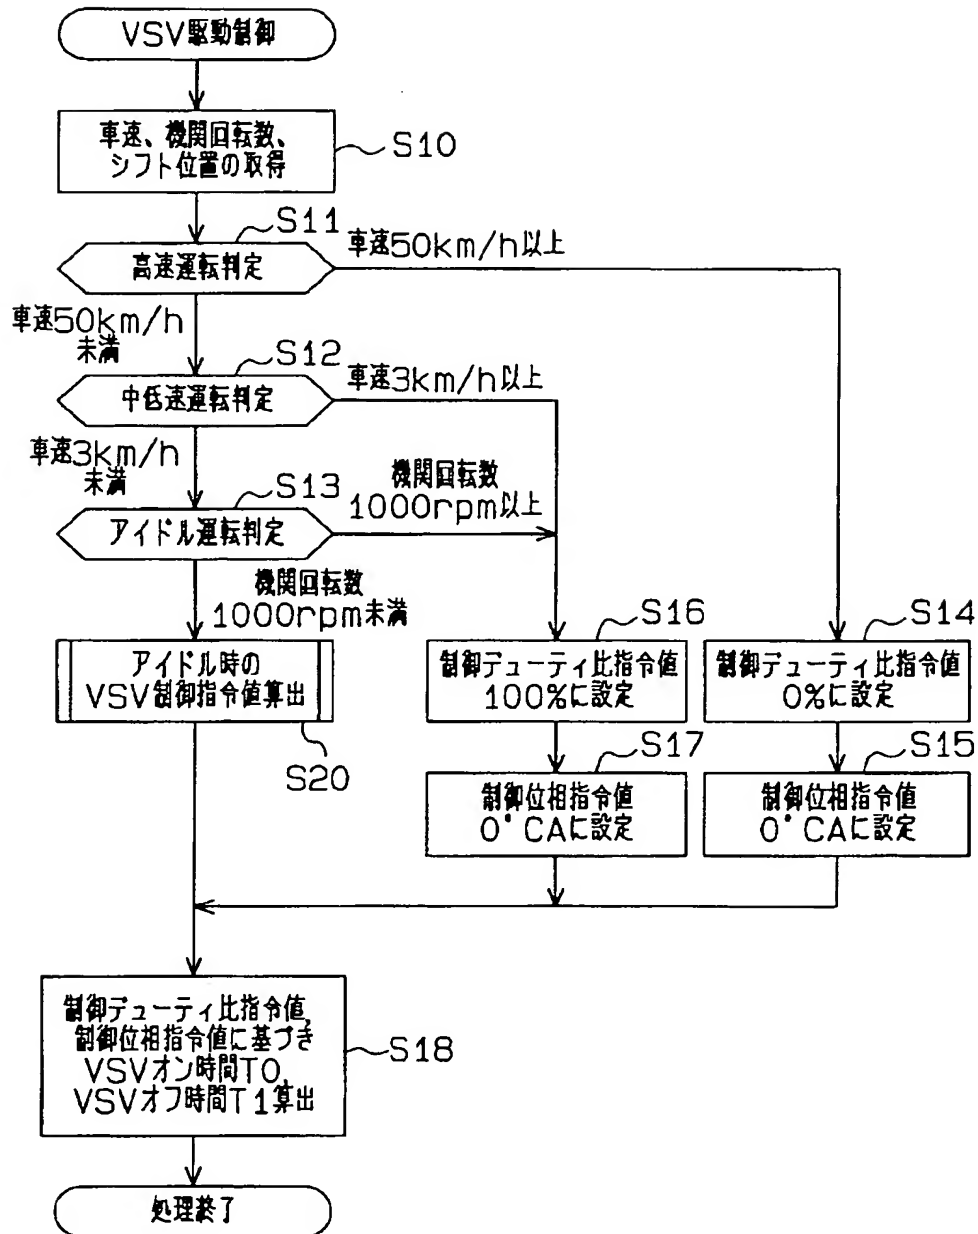 VSV駆動制御
車速、機関回転数、
シフト位置の取得
S10
S11
高速運転判定
車速50km/h以上
車速50km/h
未満
S12
中低速運転判定
車速3km/h以上
車速3km/h
未満
S13
アイドル運転判定
機関回転数
1000rpm以上
機関回転数
1000rpm未満
アイドル時の
VSV制御指令値算出
S20
S16
制御デューティ比指令値
100%に設定
S14
制御デューティ比指令値
0%に設定
S17
制御位相指令値
0°CAに設定
S15
制御位相指令値
0°CAに設定
制御デューティ比指令値,
制御位相指令値に基づき
VSVオン時間T0,
VSVオフ時間T1算出
S18
処理終了